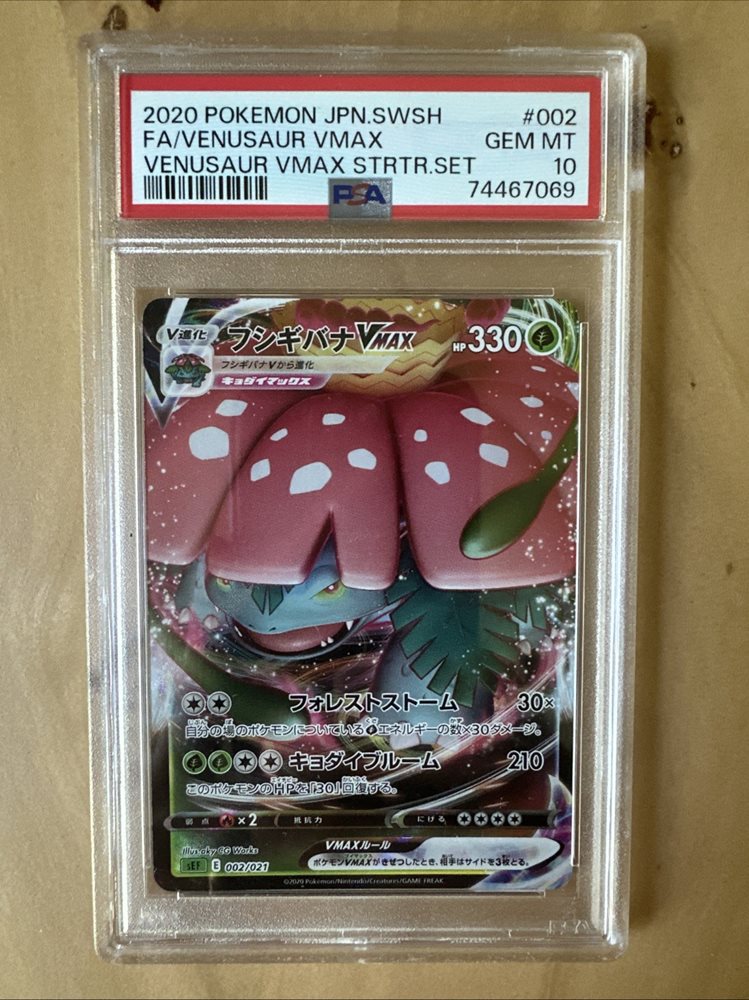 2020 POKEMON JPN.SWSH #002
FA/VENUSAUR VMAX GEM MT
VENUSAUR VMAX STRTR.SET 10
PSA 74467069
V進化 フシギバナVMAX HP330
フシギバナVから進化
キョダイマックス
フォレストストーム 30×
自分の場のポケモンについているエネルギーの数×30ダメージ。
キョダイブルーム 210
このポケモンのHPを「30」回復する。
弱点 ×2 抵抗力 にげる
Illus. aky CG Works
VMAXルール
ポケモンVMAXがきぜつしたとき、相手はサイドを3枚とる。
sEF E 002/021
©2020 Pokémon/Nintendo/Creatures/GAME FREAK